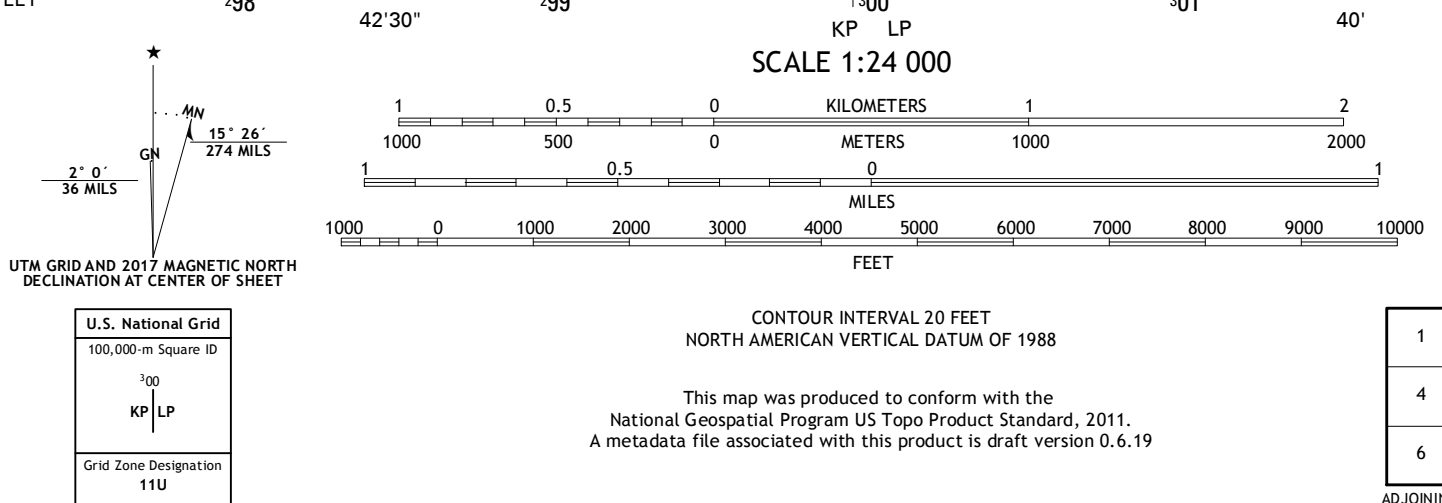 298 299 300 301
42'30" 40'
KP LP
SCALE 1:24 000
★
MN
15° 26´
274 MILS
GN
2° 0´
36 MILS
UTM GRID AND 2017 MAGNETIC NORTH
DECLINATION AT CENTER OF SHEET
1 0.5 0 KILOMETERS 1 2
1000 500 0 METERS 1000 2000
1 0.5 0 1
MILES
1000 0 1000 2000 3000 4000 5000 6000 7000 8000 9000 10000
FEET
U.S. National Grid
100,000-m Square ID
300
KP LP
Grid Zone Designation
11U
CONTOUR INTERVAL 20 FEET
NORTH AMERICAN VERTICAL DATUM OF 1988
This map was produced to conform with the
National Geospatial Program US Topo Product Standard, 2011.
A metadata file associated with this product is draft version 0.6.19
1
4
6